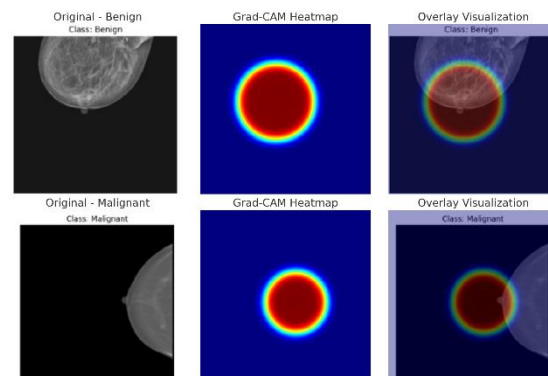 Original - Benign
Class: Benign
Grad-CAM Heatmap
Overlay Visualization
Class: Benign
Original - Malignant
Class: Malignant
Grad-CAM Heatmap
Overlay Visualization
Class: Malignant